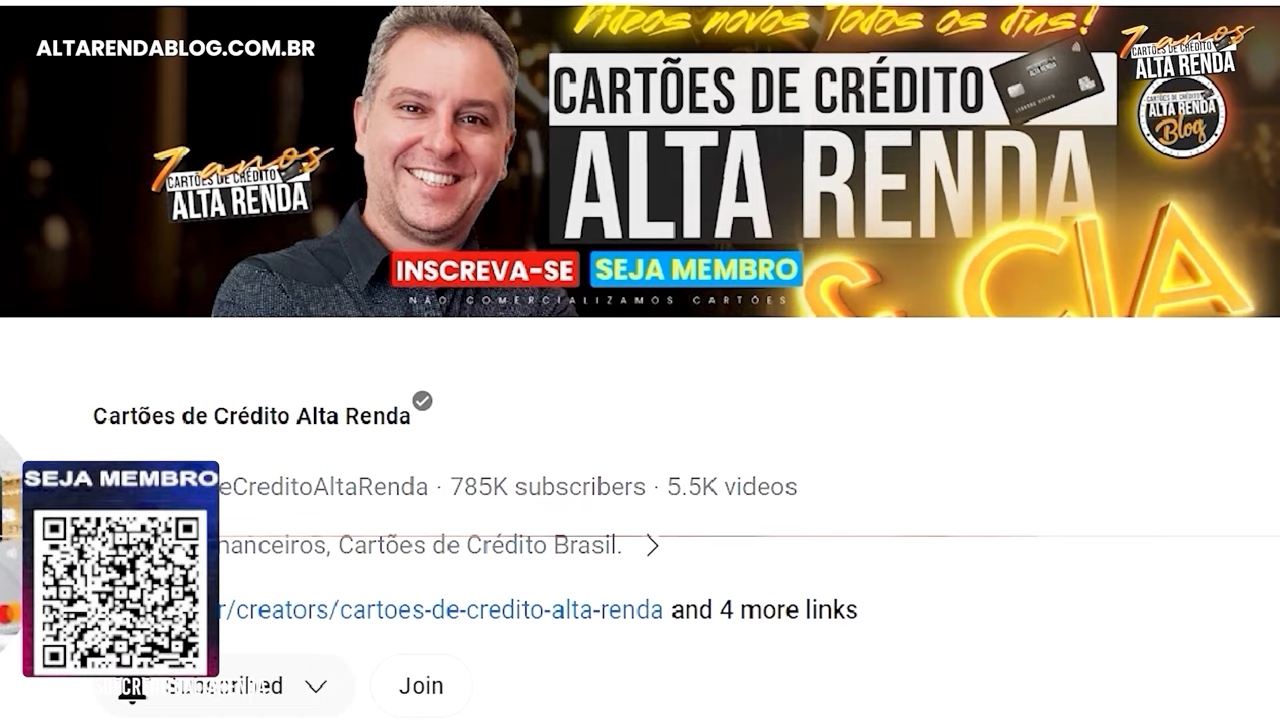 ALTARENDABLOG.COM.BR
Vídeos novos Todos os dias!
7 anos
CARTÕES DE CRÉDITO
ALTA RENDA
CARTÕES DE CRÉDITO
ALTA RENDA
& CIA
7 anos
CARTÕES DE CRÉDITO
ALTA RENDA
CARTÕES DE CRÉDITO
ALTA RENDA
Blog
INSCREVA-SE
SEJA MEMBRO
NÃO COMERCIALIZAMOS CARTÕES
Cartões de Crédito Alta Renda
eCreditoAltaRenda · 785K subscribers · 5.5K videos
SEJA MEMBRO
nanceiros, Cartões de Crédito Brasil.
r/creators/cartoes-de-credito-alta-renda and 4 more links
Join